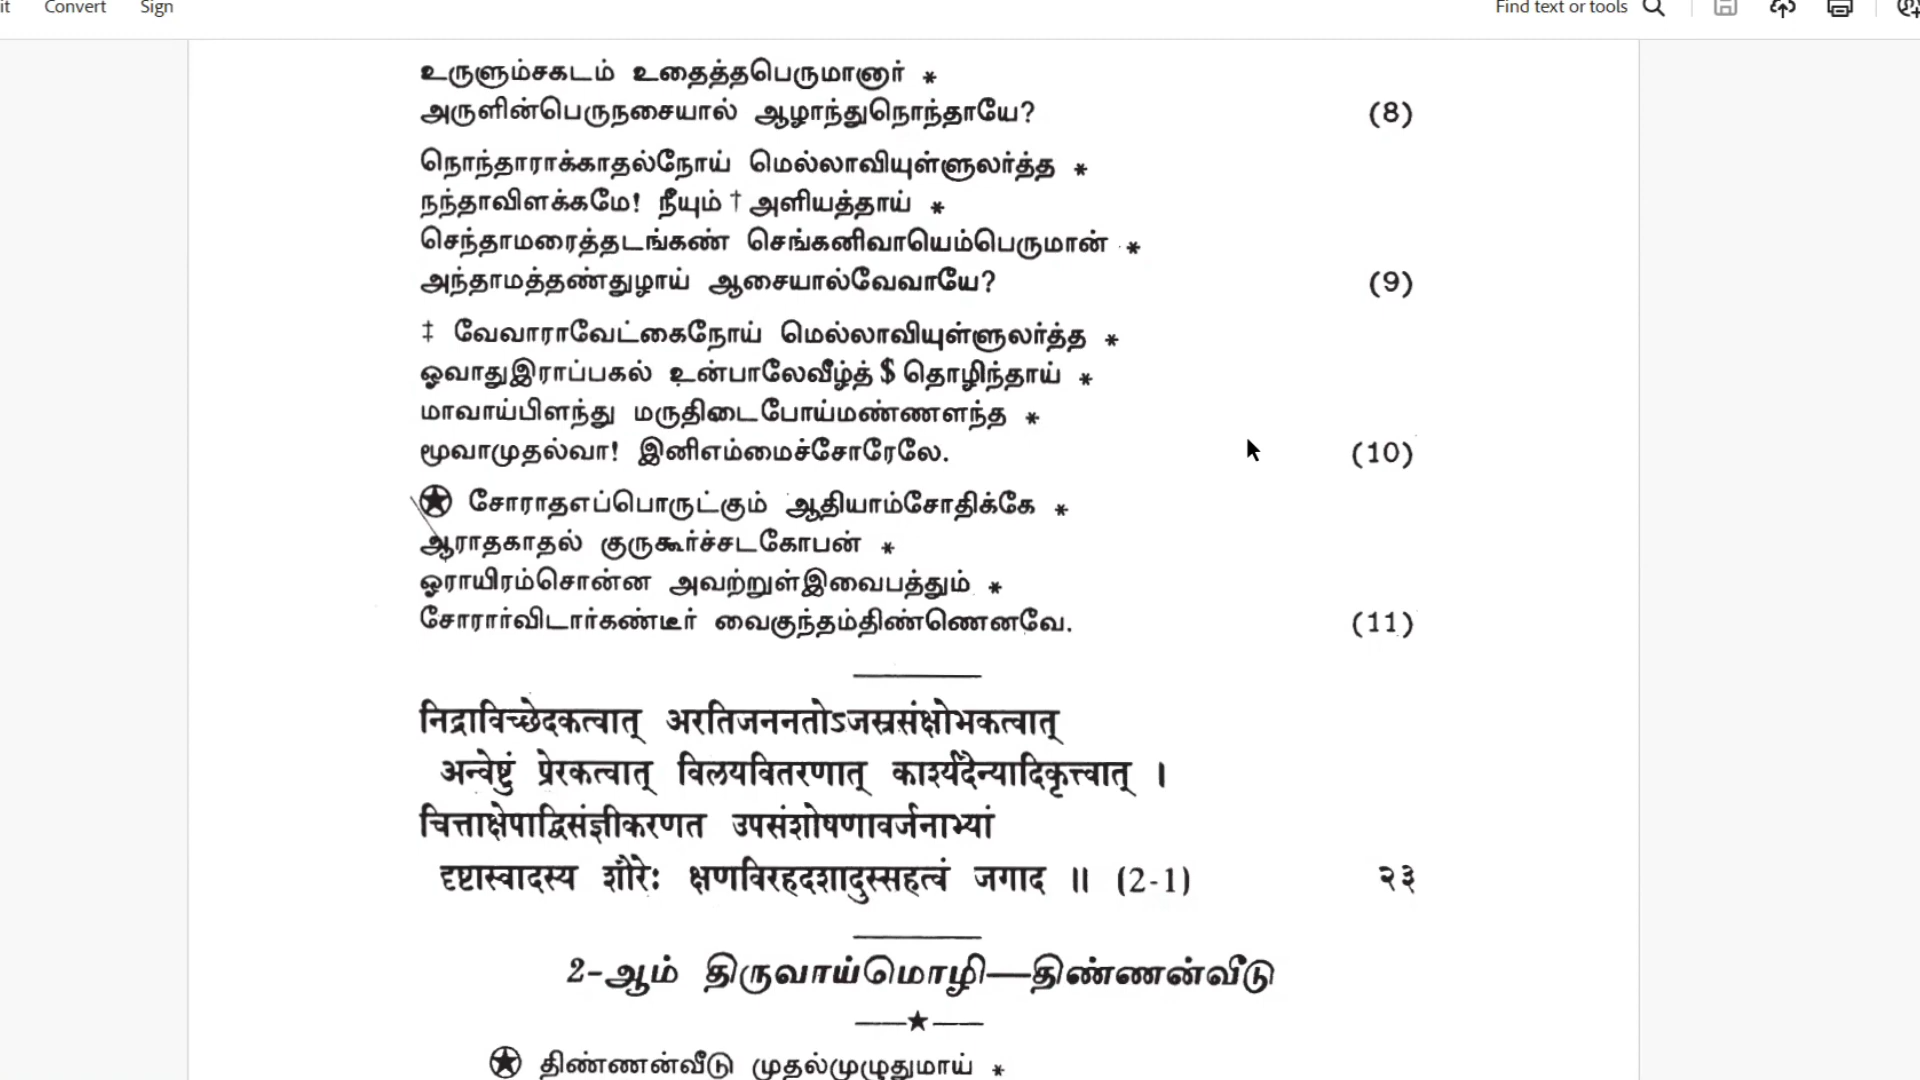 Convert Sign Find text or tools
உருளும்சகடம் உதைத்தபெருமானார் *
அருளின்பெருநசையால் ஆழாந்துநொந்தாயே? (8)
நொந்தாராக்காதல்நோய் மெல்லாவியுள்ளுலர்த்த *
நந்தாவிளக்கமே! நீயும் † அளியத்தாய் *
செந்தாமரைத்தடங்கண் செங்கனிவாயெம்பெருமான் *
அந்தாமத்தண்துழாய் ஆசையால்வேவாயே? (9)
‡ வேவாராவேட்கைநோய் மெல்லாவியுள்ளுலர்த்த *
ஓவாதுஇராப்பகல் உன்பாலேவீழ்த் $ தொழிந்தாய் *
மாவாய்பிளந்து மருதிடைபோய்மண்ணளந்த *
மூவாமுதல்வா! இனிஎம்மைச்சோரேலே. (10)
✪ சோராதஎப்பொருட்கும் ஆதியாம்சோதிக்கே *
ஆராதகாதல் குருகூர்ச்சடகோபன் *
ஓராயிரம்சொன்ன அவற்றுள்இவைபத்தும் *
சோரார்விடார்கண்டீர் வைகுந்தம்திண்ணெனவே. (11)
निद्राविच्छेदकत्वात् अरतिजननतोऽजस्रसंक्षोभकत्वात्
अन्वेष्टुं प्रेरकत्वात् विलयवितरणात् कार्श्यदैन्यादिकृत्त्वात् ।
चित्ताक्षेपाद्विसंज्ञीकरणत उपसंशोषणावर्जनाभ्यां
दृष्टास्वादस्य शौरेः क्षणविरहदशादुस्सहत्वं जगाद ॥ (2-1) २३
2-ஆம் திருவாய்மொழி—திண்ணன்வீடு
✪ திண்ணன்வீடு முதல்முழுதுமாய் *